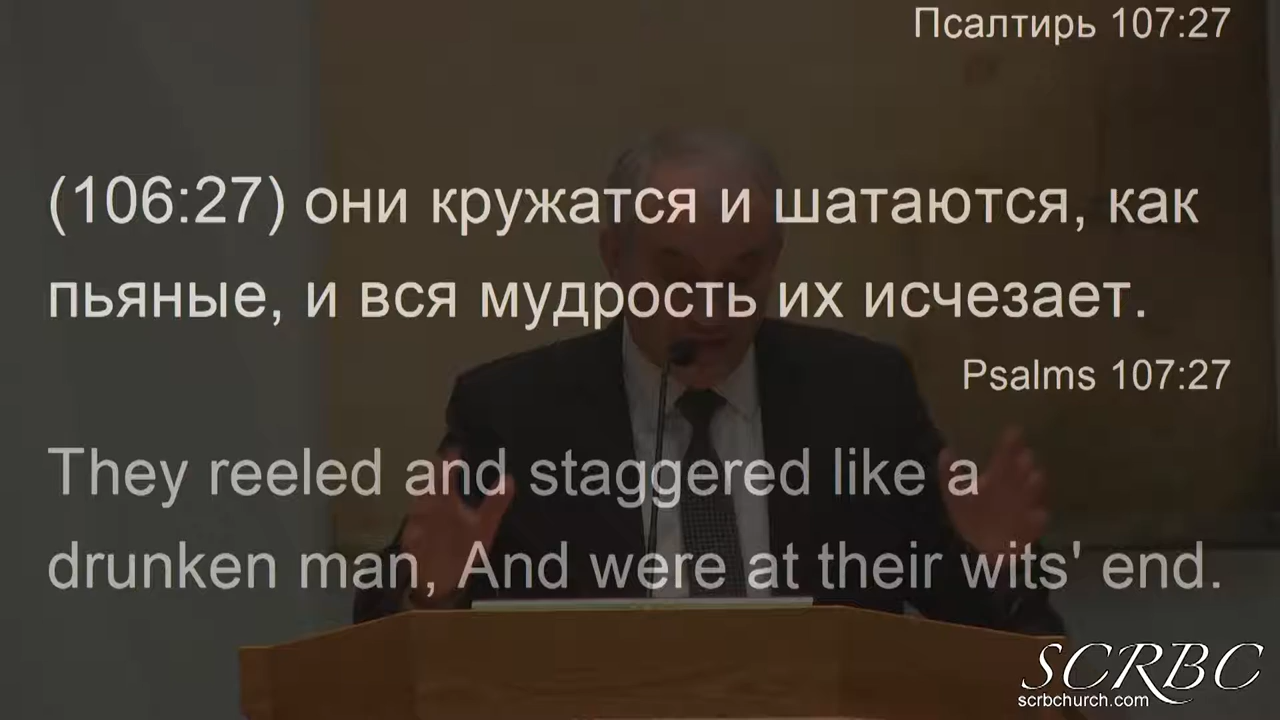 Псалтирь 107:27
(106:27) они кружатся и шатаются, как
пьяные, и вся мудрость их исчезает.
Psalms 107:27
They reeled and staggered like a
drunken man, And were at their wits' end.
SCRBC
scrbchurch.com